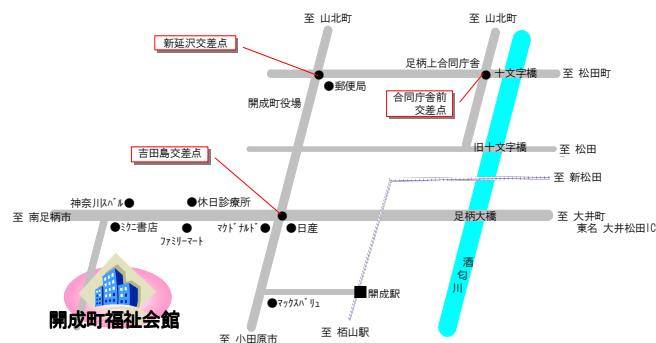 至 山北町
至 山北町
新延沢交差点
足柄上合同庁舎
十文字橋
至 松田町
郵便局
開成町役場
合同庁舎前
交差点
旧十文字橋
至 松田
吉田島交差点
至 新松田
神奈川ｽﾊﾞﾙ
休日診療所
至 南足柄市
足柄大橋
至 大井町
ミクニ書店
ﾏｸﾄﾞﾅﾙﾄﾞ
日産
東名 大井松田IC
ﾌｧﾐﾘｰﾏｰﾄ
酒匂川
開成駅
ﾏｯｸｽﾊﾞﾘｭ
開成町福祉会館
至 小田原市
至 栢山駅